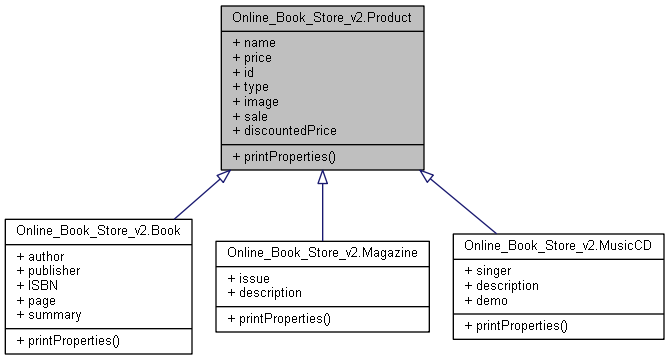 Online_Book_Store_v2.Product
+ name
+ price
+ id
+ type
+ image
+ sale
+ discountedPrice
+ printProperties()
Online_Book_Store_v2.Book
+ author
+ publisher
+ ISBN
+ page
+ summary
+ printProperties()
Online_Book_Store_v2.Magazine
+ issue
+ description
+ printProperties()
Online_Book_Store_v2.MusicCD
+ singer
+ description
+ demo
+ printProperties()